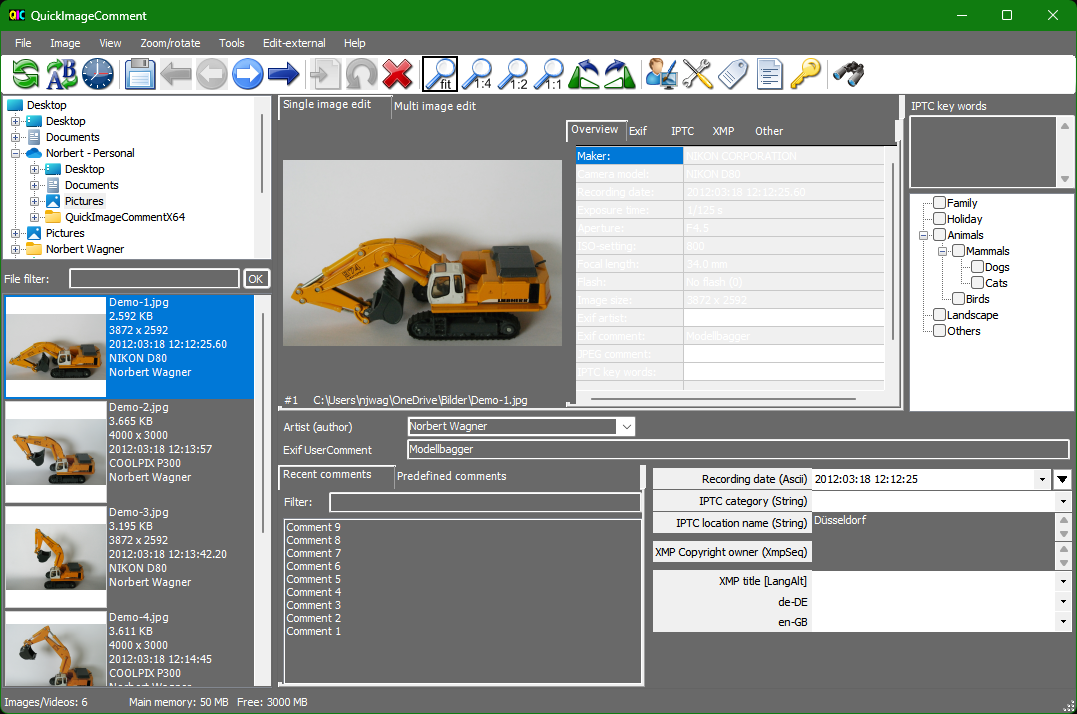 QIC QuickImageComment
File Image View Zoom/rotate Tools Edit-external Help
AB fit 1:4 1:2 1:1
Desktop
Desktop
Documents
Norbert - Personal
Desktop
Documents
Pictures
QuickImageCommentX64
Pictures
Norbert Wagner
File filter: OK
Demo-1.jpg
2.592 KB
3872 x 2592
2012:03:18 12:12:25.60
NIKON D80
Norbert Wagner
Demo-2.jpg
3.665 KB
4000 x 3000
2012:03:18 12:13:57
COOLPIX P300
Norbert Wagner
Demo-3.jpg
3.195 KB
3872 x 2592
2012:03:18 12:13:42.20
NIKON D80
Norbert Wagner
Demo-4.jpg
3.611 KB
4000 x 3000
2012:03:18 12:14:45
COOLPIX P300
Norbert Wagner
Single image edit Multi image edit
LIEBHERR
#1 C:\Users\njwag\OneDrive\Bilder\Demo-1.jpg
Overview Exif IPTC XMP Other
Maker: NIKON CORPORATION
Camera model: NIKON D80
Recording date: 2012:03:18 12:12:25.60
Exposure time: 1/125 s
Aperture: F4.5
ISO-setting: 800
Focal length: 34.0 mm
Flash: No flash (0)
Image size: 3872 x 2592
Exif artist:
Exif comment: Modellbagger
JPEG comment:
IPTC key words:
IPTC key words
Family
Holiday
Animals
Mammals
Dogs
Cats
Birds
Landscape
Others
Artist (author) Norbert Wagner
Exif UserComment Modellbagger
Recent comments Predefined comments
Filter:
Comment 9
Comment 8
Comment 7
Comment 6
Comment 5
Comment 4
Comment 3
Comment 2
Comment 1
Recording date (Ascii) 2012:03:18 12:12:25
IPTC category (String)
IPTC location name (String) Düsseldorf
XMP Copyright owner (XmpSeq)
XMP title [LangAlt]
de-DE
en-GB
Images/Videos: 6 Main memory: 50 MB Free: 3000 MB